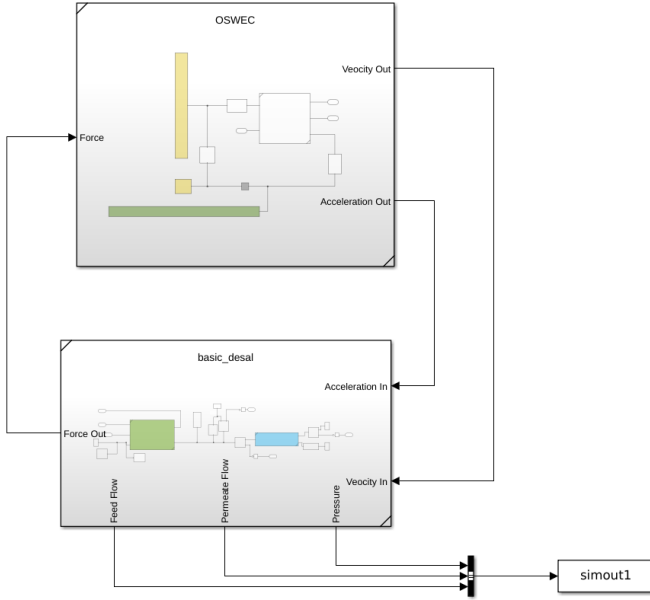 OSWEC
Veocity Out
Force
Acceleration Out
basic_desal
Acceleration In
Force Out
Veocity In
Feed Flow
Permeate Flow
Pressure
simout1